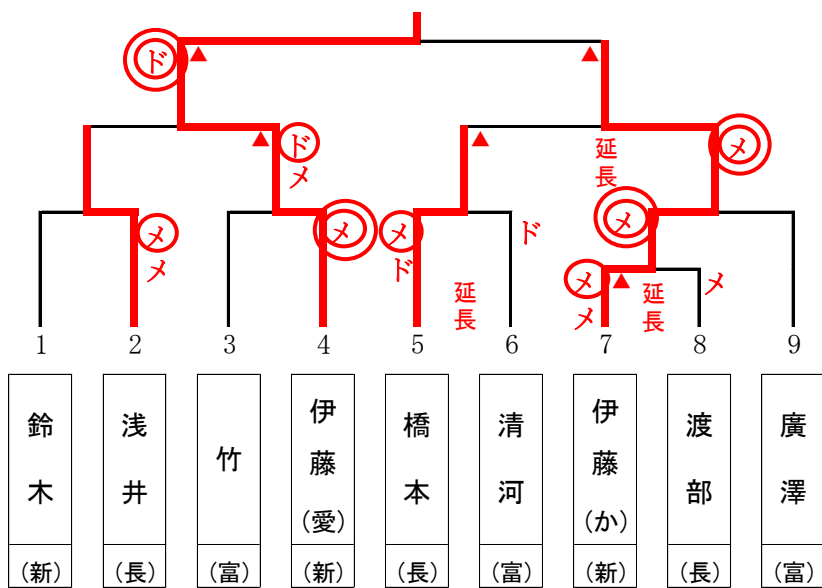 ド
▲
▲
▲
ド
メ
▲
延長
メ
メ
メ
メ
メ
ド
延長
ド
メ
メ
メ
▲
延長
メ
1
2
3
4
5
6
7
8
9
鈴木
浅井
竹
伊藤(愛)
橋本
清河
伊藤(か)
渡部
廣澤
(新)
(長)
(富)
(新)
(長)
(富)
(新)
(長)
(富)